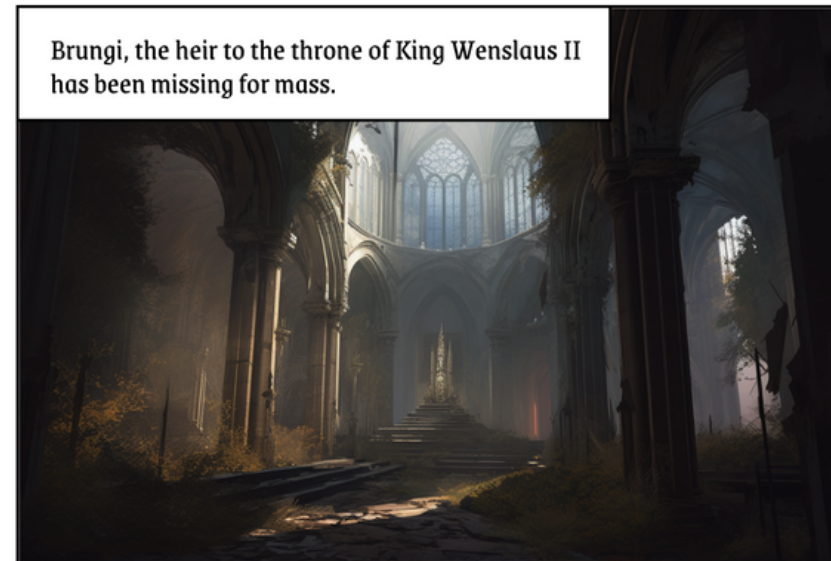 Brungi, the heir to the throne of King Wenslaus II
has been missing for mass.